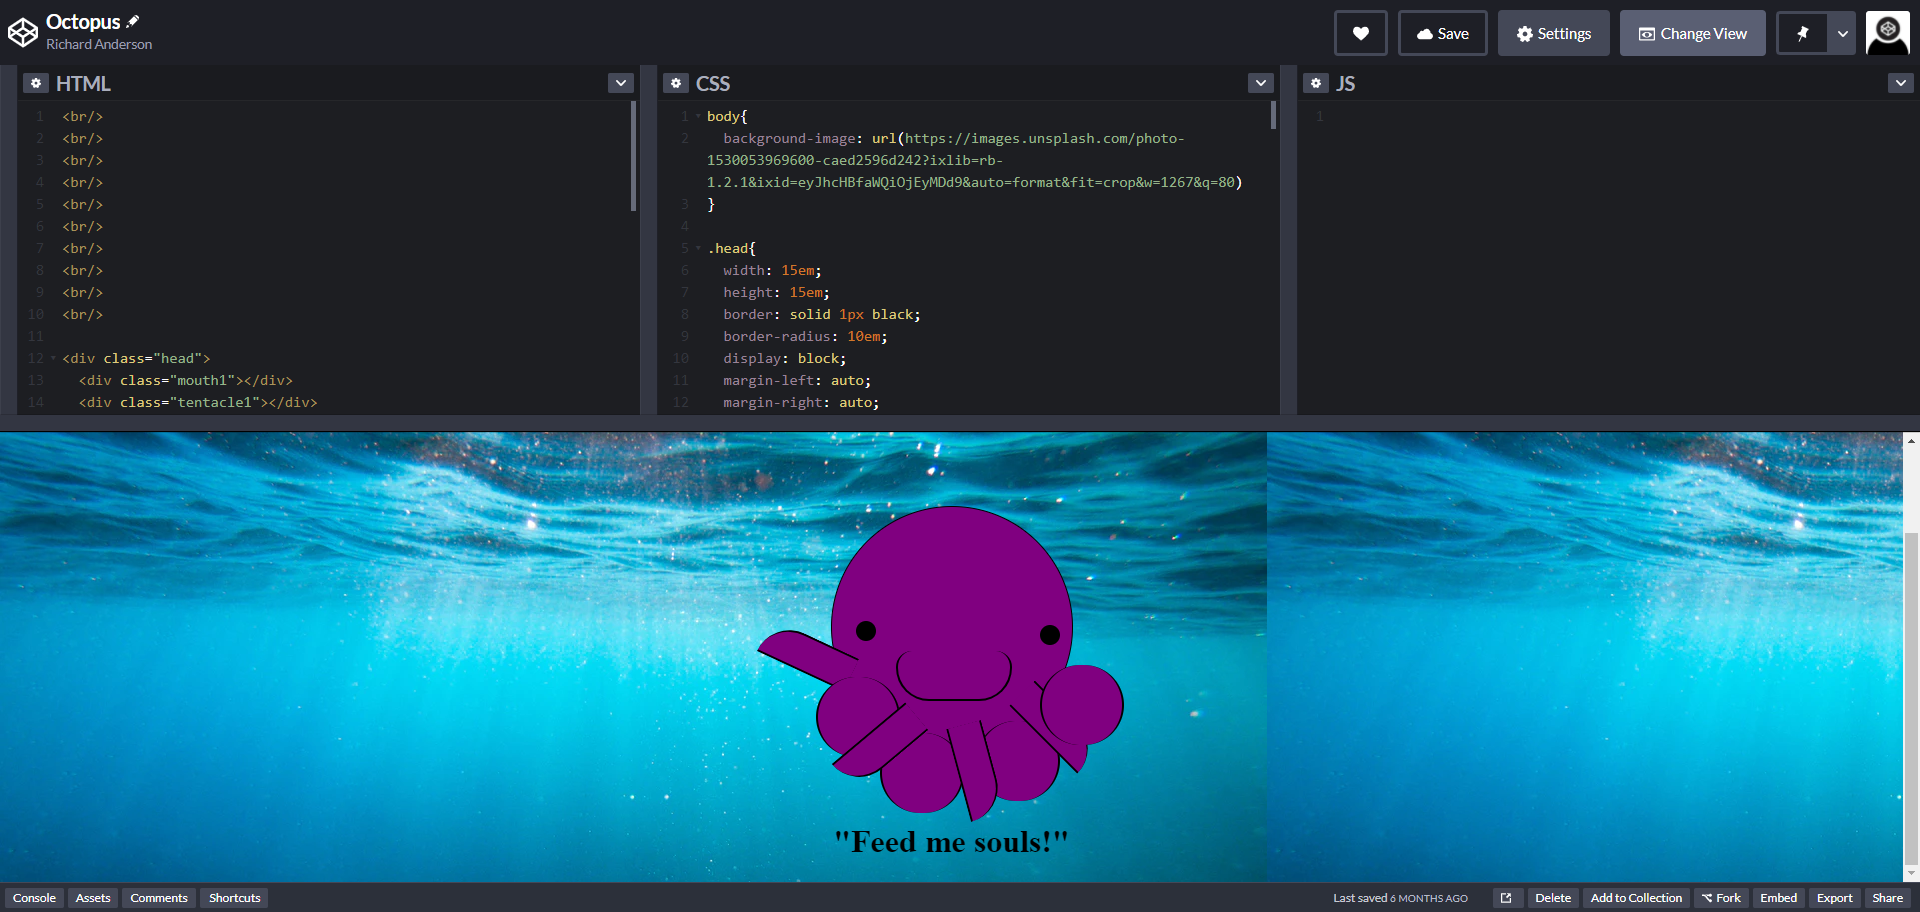 Octopus
Richard Anderson
Save
Settings
Change View
HTML
1 <br/>
2 <br/>
3 <br/>
4 <br/>
5 <br/>
6 <br/>
7 <br/>
8 <br/>
9 <br/>
10 <br/>
11
12 <div class="head">
13 <div class="mouth1"></div>
14 <div class="tentacle1"></div>
CSS
1 body{
2 background-image: url(https://images.unsplash.com/photo-
1530053969600-caed2596d242?ixlib=rb-
1.2.1&ixid=eyJhcHBfaWQiOjEyMDd9&auto=format&fit=crop&w=1267&q=80)
3 }
4
5 .head{
6 width: 15em;
7 height: 15em;
8 border: solid 1px black;
9 border-radius: 10em;
10 display: block;
11 margin-left: auto;
12 margin-right: auto;
JS
1
"Feed me souls!"
Console
Assets
Comments
Shortcuts
Last saved 6 MONTHS AGO
Delete
Add to Collection
Fork
Embed
Export
Share